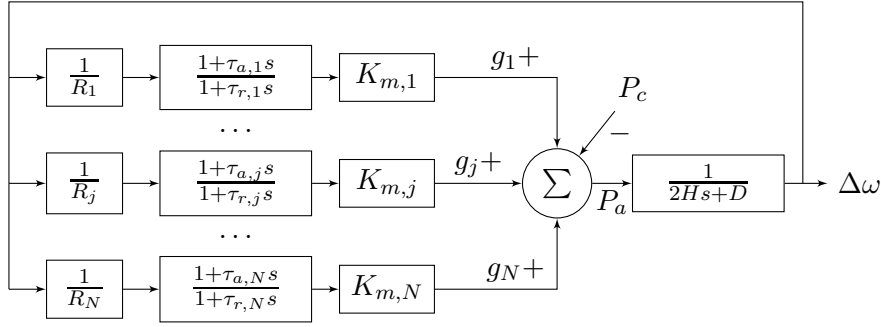 1/R_1 (1+τ_{a,1}s)/(1+τ_{r,1}s) K_{m,1} g_1+
P_c
−
...
1/R_j (1+τ_{a,j}s)/(1+τ_{r,j}s) K_{m,j} g_j+ ∑ P_a 1/(2Hs+D) Δω
...
1/R_N (1+τ_{a,N}s)/(1+τ_{r,N}s) K_{m,N} g_N+